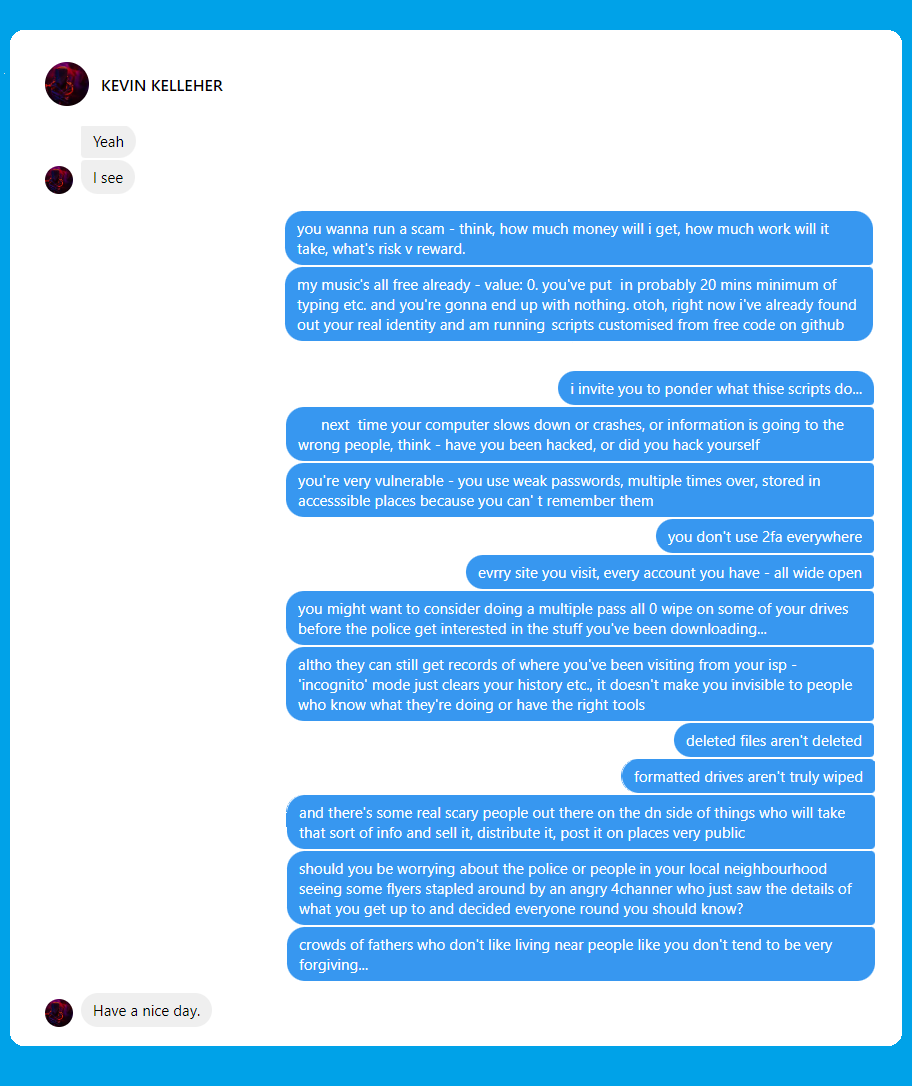 KEVIN KELLEHER
Yeah
I see
you wanna run a scam - think, how much money will i get, how much work will it
take, what's risk v reward.
my music's all free already - value: 0. you've put  in probably 20 mins minimum of
typing etc. and you're gonna end up with nothing. otoh, right now i've already found
out your real identity and am running scripts customised from free code on github
i invite you to ponder what thise scripts do...
next  time your computer slows down or crashes, or information is going to the
wrong people, think - have you been hacked, or did you hack yourself
you're very vulnerable - you use weak passwords, multiple times over, stored in
accesssible places because you can' t remember them
you don't use 2fa everywhere
evrry site you visit, every account you have - all wide open
you might want to consider doing a multiple pass all 0 wipe on some of your drives
before the police get interested in the stuff you've been downloading...
altho they can still get records of where you've been visiting from your isp -
'incognito' mode just clears your history etc., it doesn't make you invisible to people
who know what they're doing or have the right tools
deleted files aren't deleted
formatted drives aren't truly wiped
and there's some real scary people out there on the dn side of things who will take
that sort of info and sell it, distribute it, post it on places very public
should you be worrying about the police or people in your local neighbourhood
seeing some flyers stapled around by an angry 4channer who just saw the details of
what you get up to and decided everyone round you should know?
crowds of fathers who don't like living near people like you don't tend to be very
forgiving...
Have a nice day.